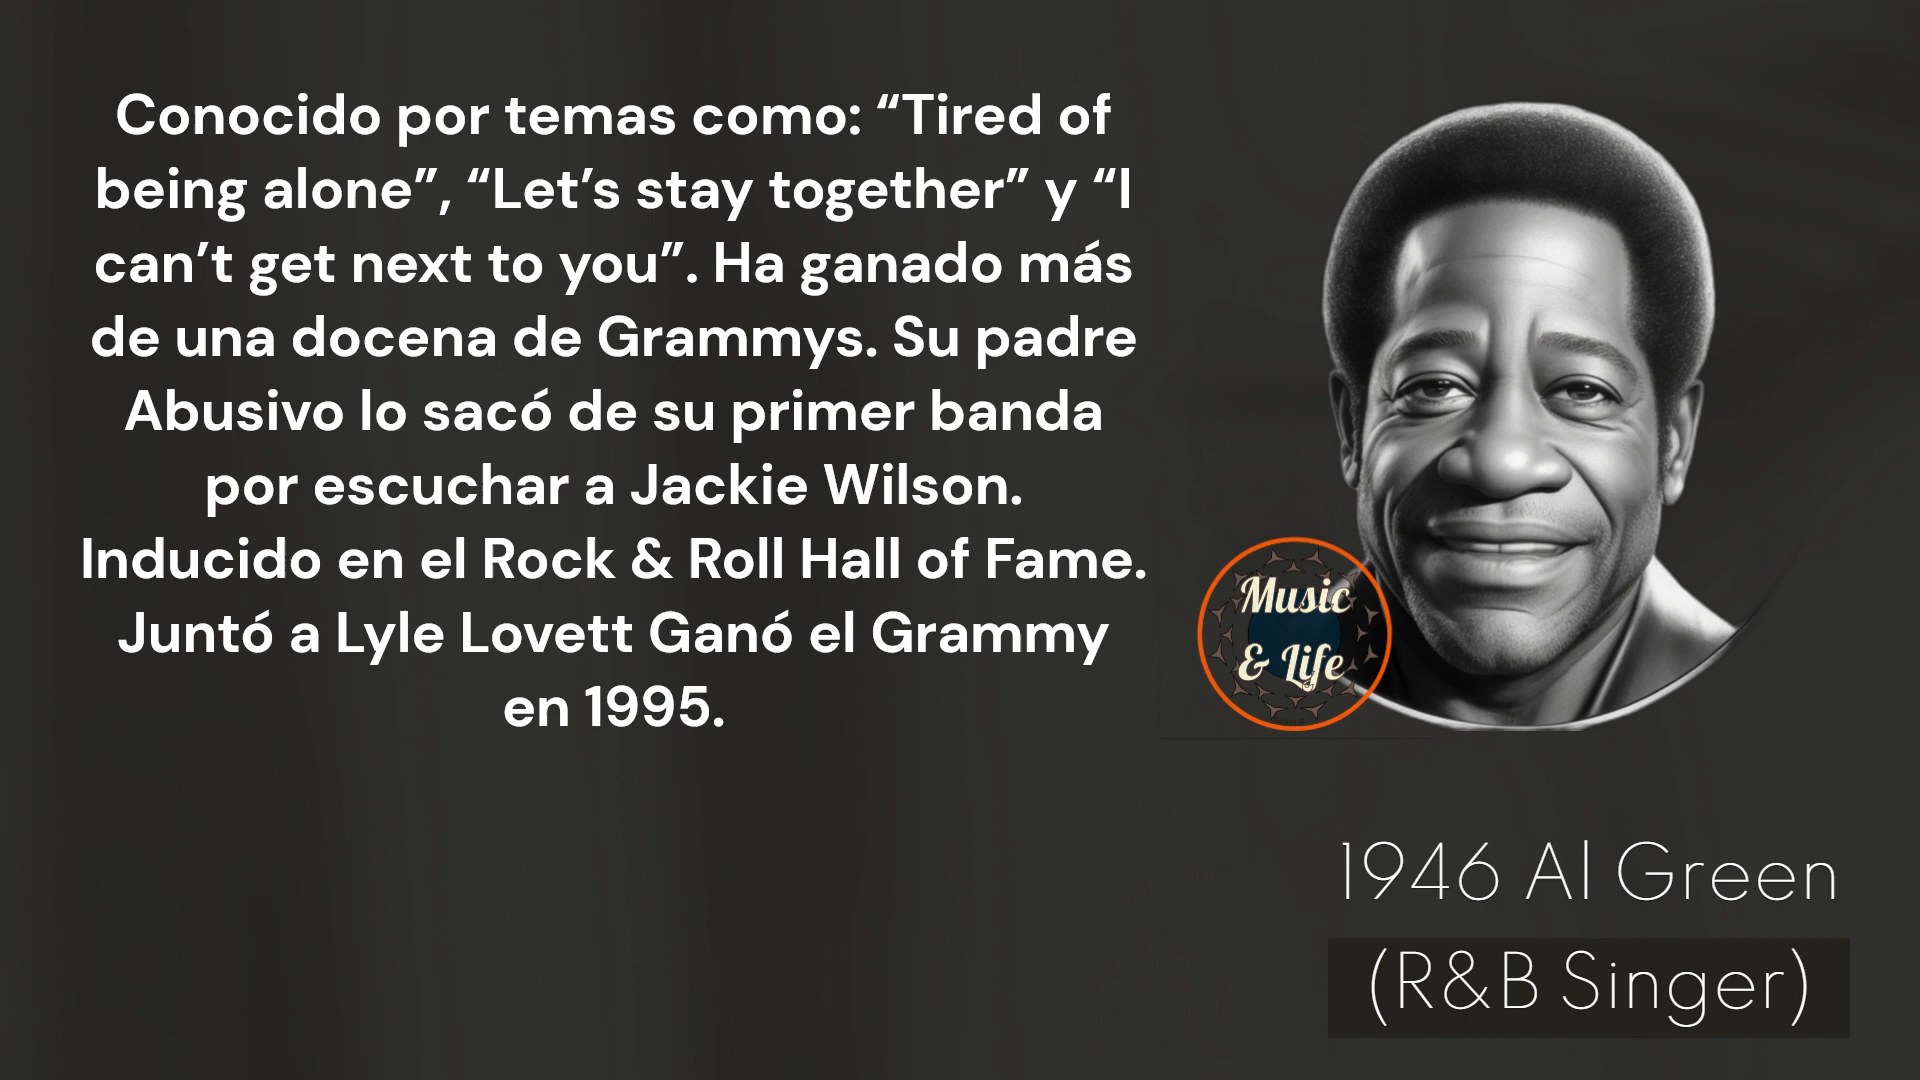 Conocido por temas como: “Tired of
being alone”, “Let’s stay together” y “I
can’t get next to you”. Ha ganado más
de una docena de Grammys. Su padre
Abusivo lo sacó de su primer banda
por escuchar a Jackie Wilson.
Inducido en el Rock & Roll Hall of Fame.
Juntó a Lyle Lovett Ganó el Grammy
en 1995.
Music
& Life
1946 Al Green
(R&B Singer)